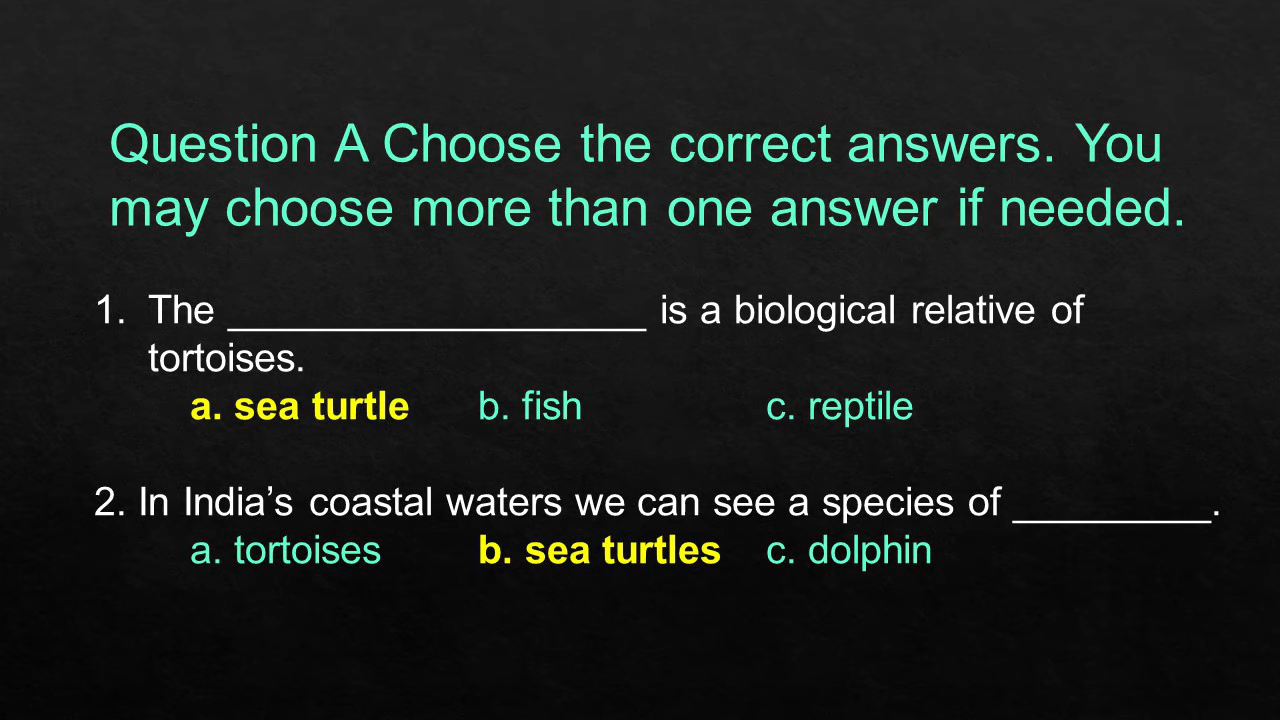 Question A Choose the correct answers. You
may choose more than one answer if needed.
1. The ___________________ is a biological relative of
tortoises.
a. sea turtle b. fish c. reptile
2. In India’s coastal waters we can see a species of _________.
a. tortoises b. sea turtles c. dolphin